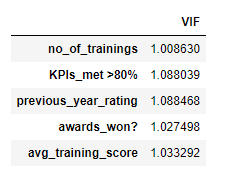 VIF
no_of_trainings 1.008630
KPIs_met >80% 1.088039
previous_year_rating 1.088468
awards_won? 1.027498
avg_training_score 1.033292